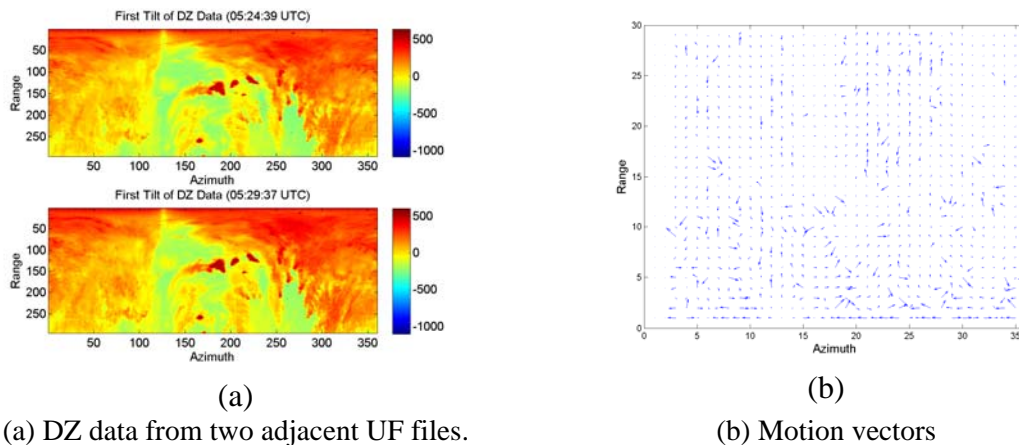 First Tilt of DZ Data (05:24:39 UTC)
Range
50
100
150
200
250
50 100 150 200 250 300 350
Azimuth
500
0
-500
-1000
First Tilt of DZ Data (05:29:37 UTC)
Range
50
100
150
200
250
50 100 150 200 250 300 350
Azimuth
500
0
-500
-1000
(a)
(a) DZ data from two adjacent UF files.
Range
30
25
20
15
10
5
0
0 5 10 15 20 25 30 35
Azimuth
(b)
(b) Motion vectors